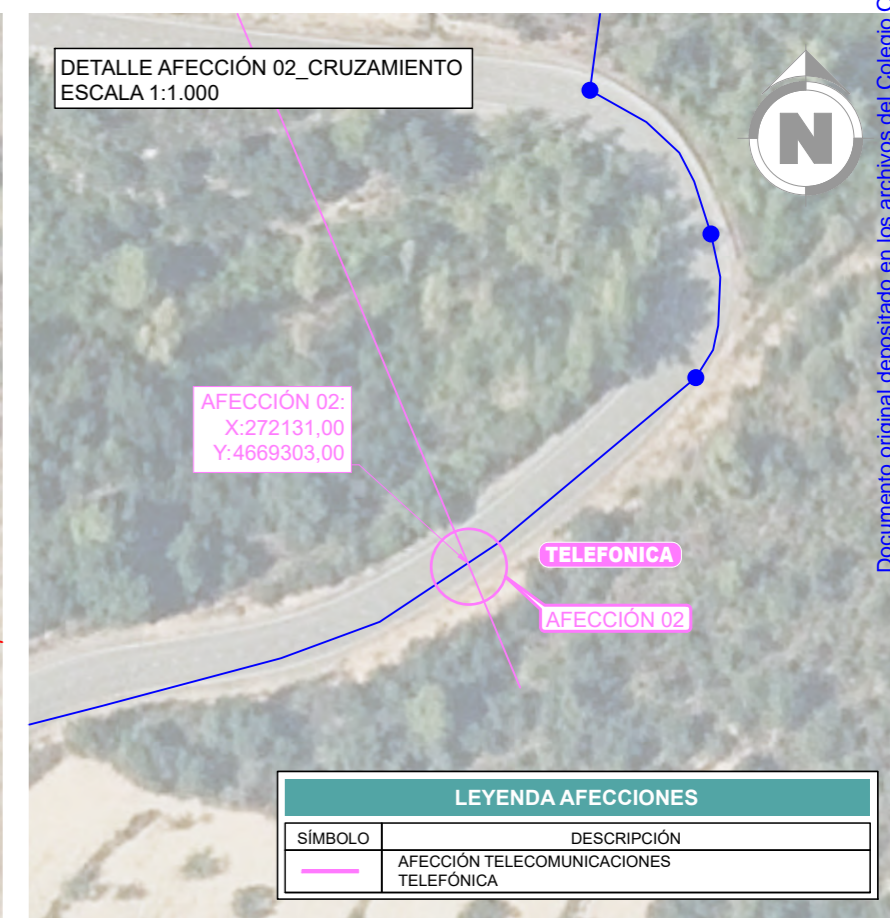 DETALLE AFECCIÓN 02_CRUZAMIENTO
ESCALA 1:1.000
N
AFECCIÓN 02:
X:272131,00
Y:4669303,00
TELEFONICA
AFECCIÓN 02
LEYENDA AFECCIONES
SÍMBOLO DESCRIPCIÓN
AFECCIÓN TELECOMUNICACIONES
TELEFÓNICA
Documento original depositado en los archivos del Colegio